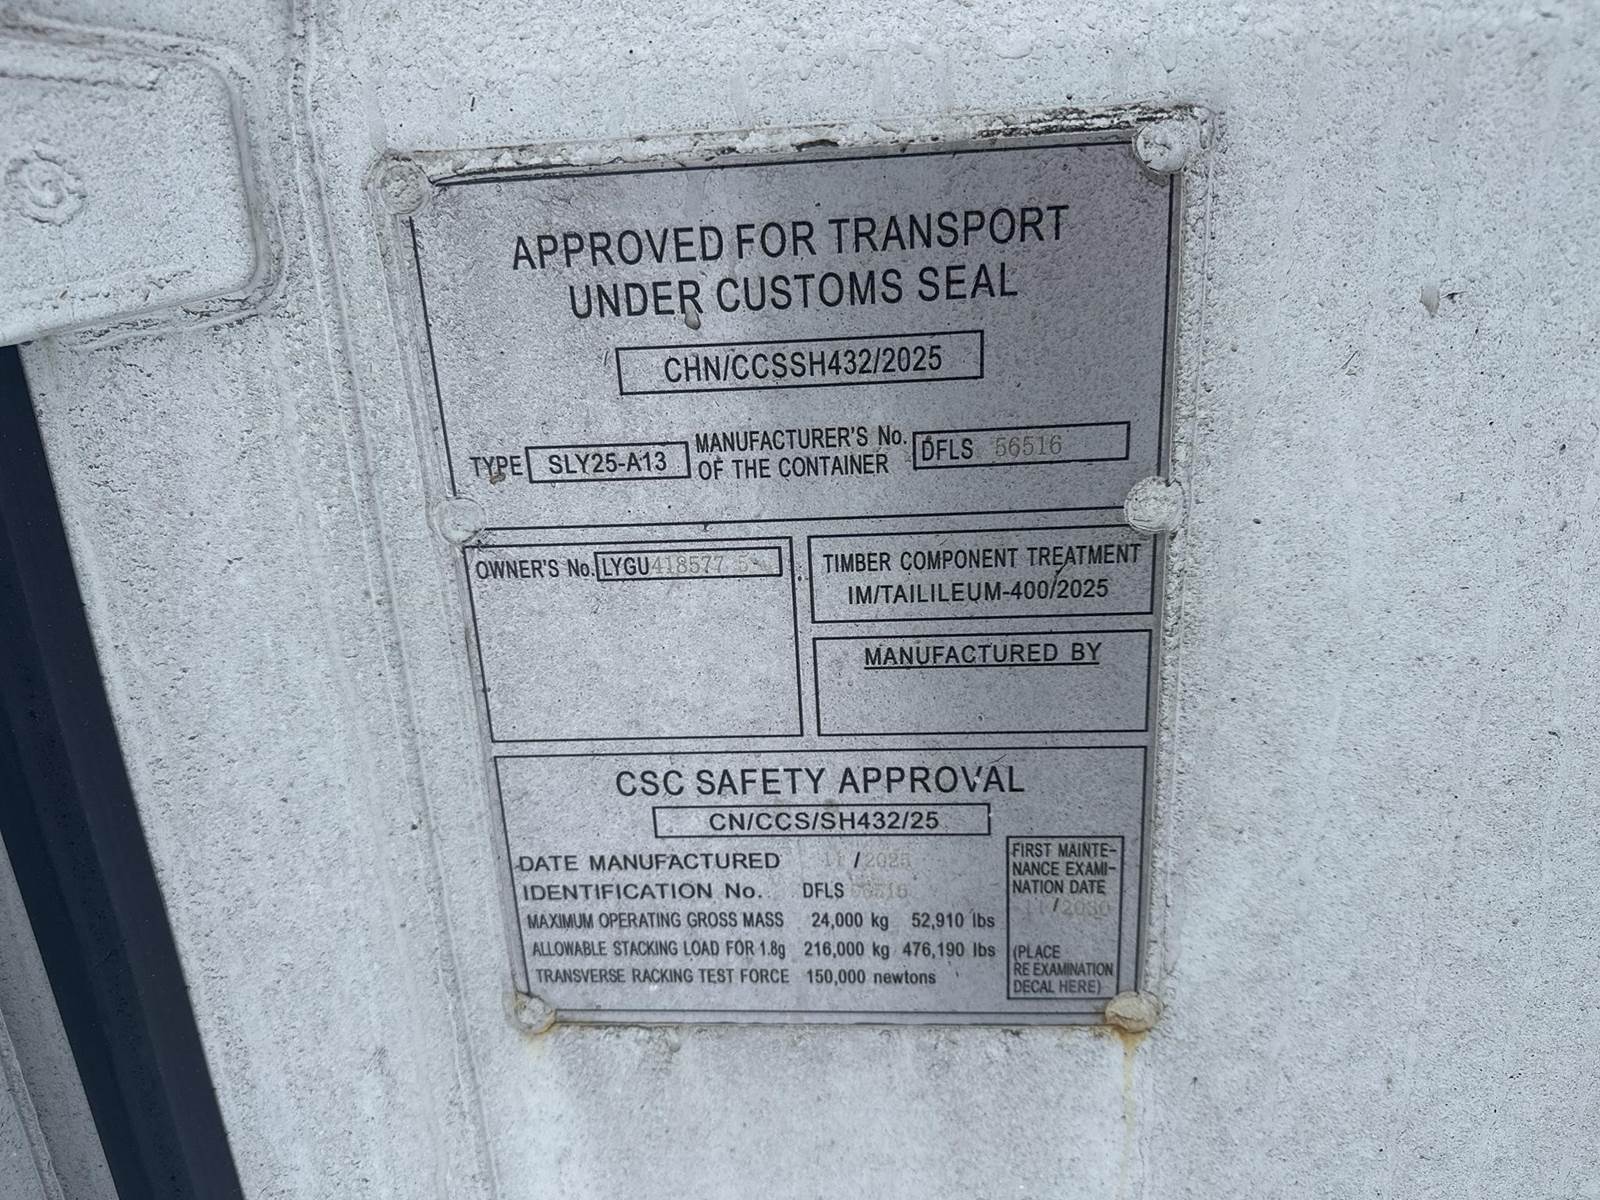 APPROVED FOR TRANSPORT
UNDER CUSTOMS SEAL
CHN/CCSSH432/2025
TYPE SLY25-A13 MANUFACTURER'S No. OF THE CONTAINER DFLS 56516
OWNER'S No. LYGU418577 5
TIMBER COMPONENT TREATMENT
IM/TAILILEUM-400/2025
MANUFACTURED BY
CSC SAFETY APPROVAL
CN/CCS/SH432/25
DATE MANUFACTURED 11/2025
IDENTIFICATION No. DFLS 56516
MAXIMUM OPERATING GROSS MASS 24,000 kg 52,910 lbs
ALLOWABLE STACKING LOAD FOR 1.8g 216,000 kg 476,190 lbs
TRANSVERSE RACKING TEST FORCE 150,000 newtons
FIRST MAINTE-
NANCE EXAMI-
NATION DATE
11/2030
(PLACE
RE EXAMINATION
DECAL HERE)